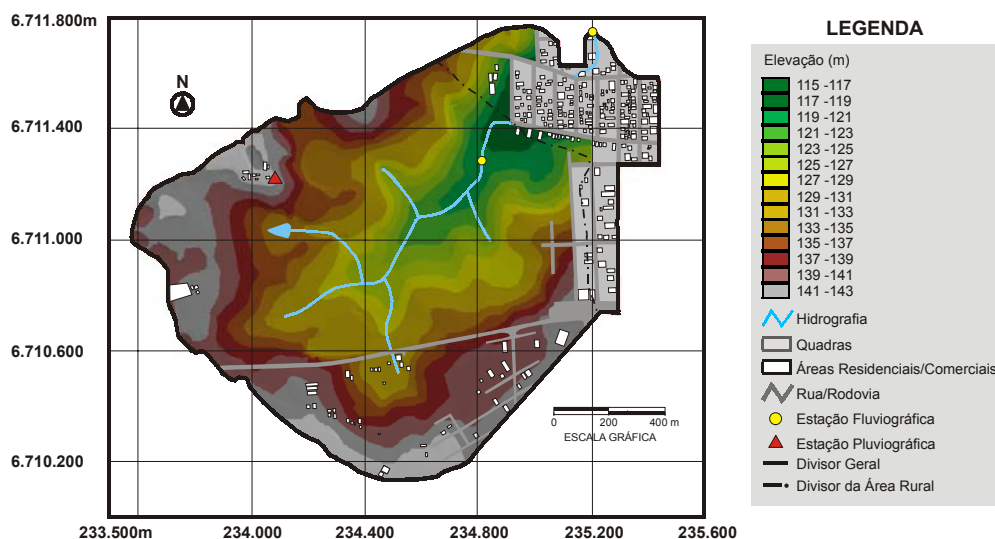 6.711.800m
6.711.400
6.711.000
6.710.600
6.710.200
N
0 200 400 m
ESCALA GRÁFICA
233.500m 234.000 234.400 234.800 235.200 235.600
LEGENDA
Elevação (m)
115 -117
117 -119
119 -121
121 -123
123 -125
125 -127
127 -129
129 -131
131 -133
133 -135
135 -137
137 -139
139 -141
141 -143
Hidrografia
Quadras
Áreas Residenciais/Comerciais
Rua/Rodovia
Estação Fluviográfica
Estação Pluviográfica
Divisor Geral
Divisor da Área Rural